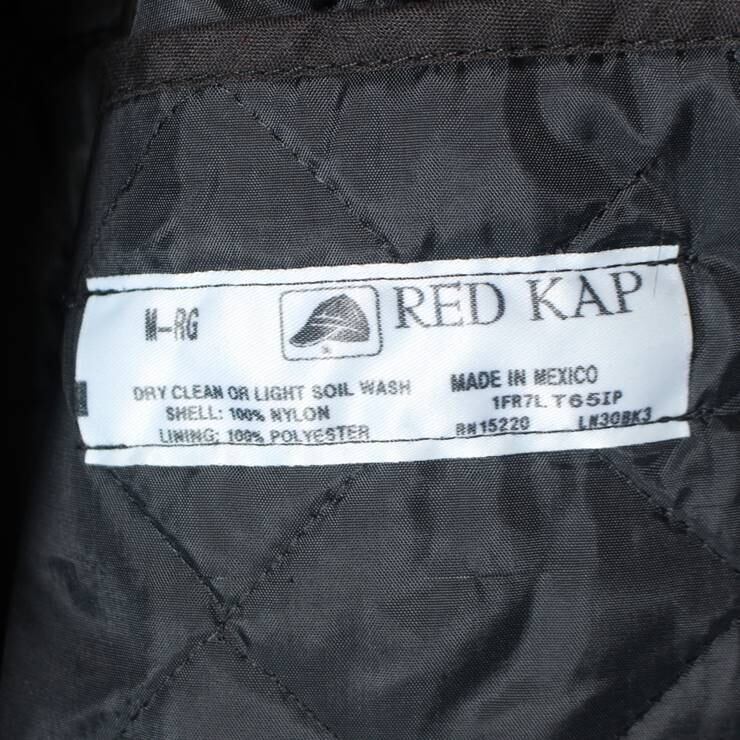 M-RG
RED KAP
DRY CLEAN OR LIGHT SOIL WASH
SHELL: 100% NYLON
LINING: 100% POLYESTER
MADE IN MEXICO
1FR7L T65IP
RN15220 LN30BK3